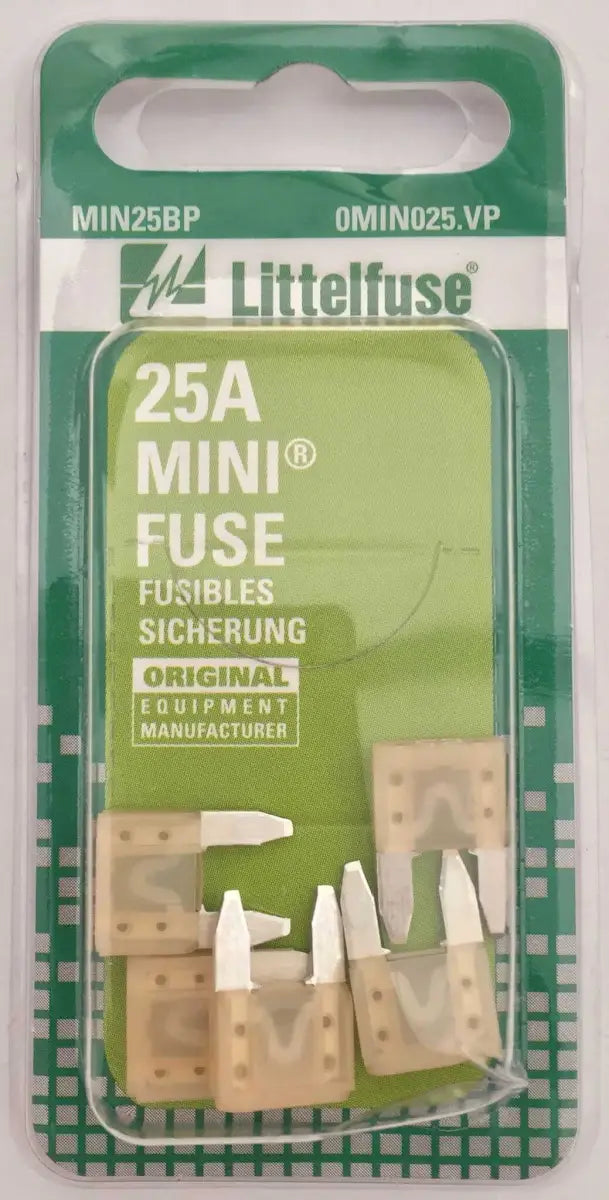 MIN25BP 0MIN025.VP
Littelfuse®
25A
MINI®
FUSE
FUSIBLES
SICHERUNG
ORIGINAL
EQUIPMENT
MANUFACTURER